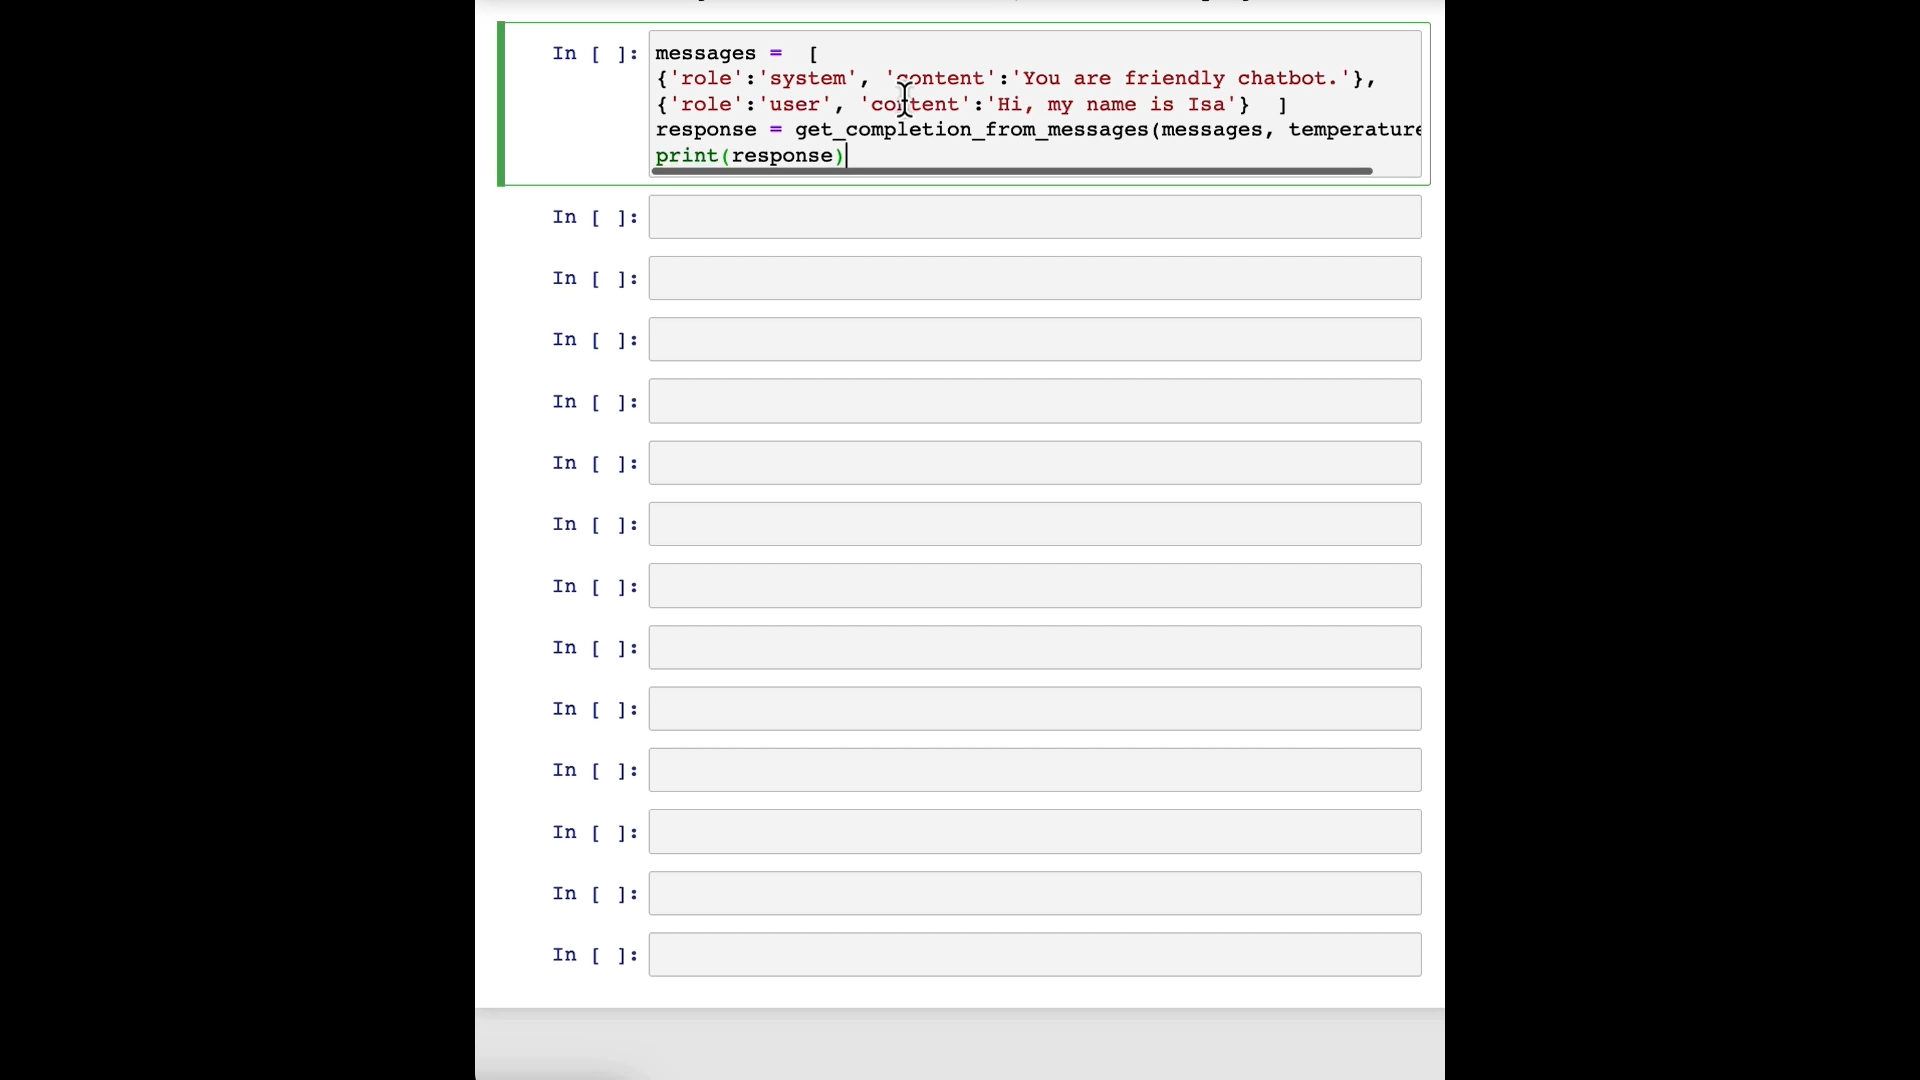 In [ ]: messages =  [
{'role':'system', 'content':'You are friendly chatbot.'},
{'role':'user', 'content':'Hi, my name is Isa'}  ]
response = get_completion_from_messages(messages, temperature
print(response)
In [ ]:
In [ ]:
In [ ]:
In [ ]:
In [ ]:
In [ ]:
In [ ]:
In [ ]:
In [ ]:
In [ ]:
In [ ]:
In [ ]:
In [ ]: